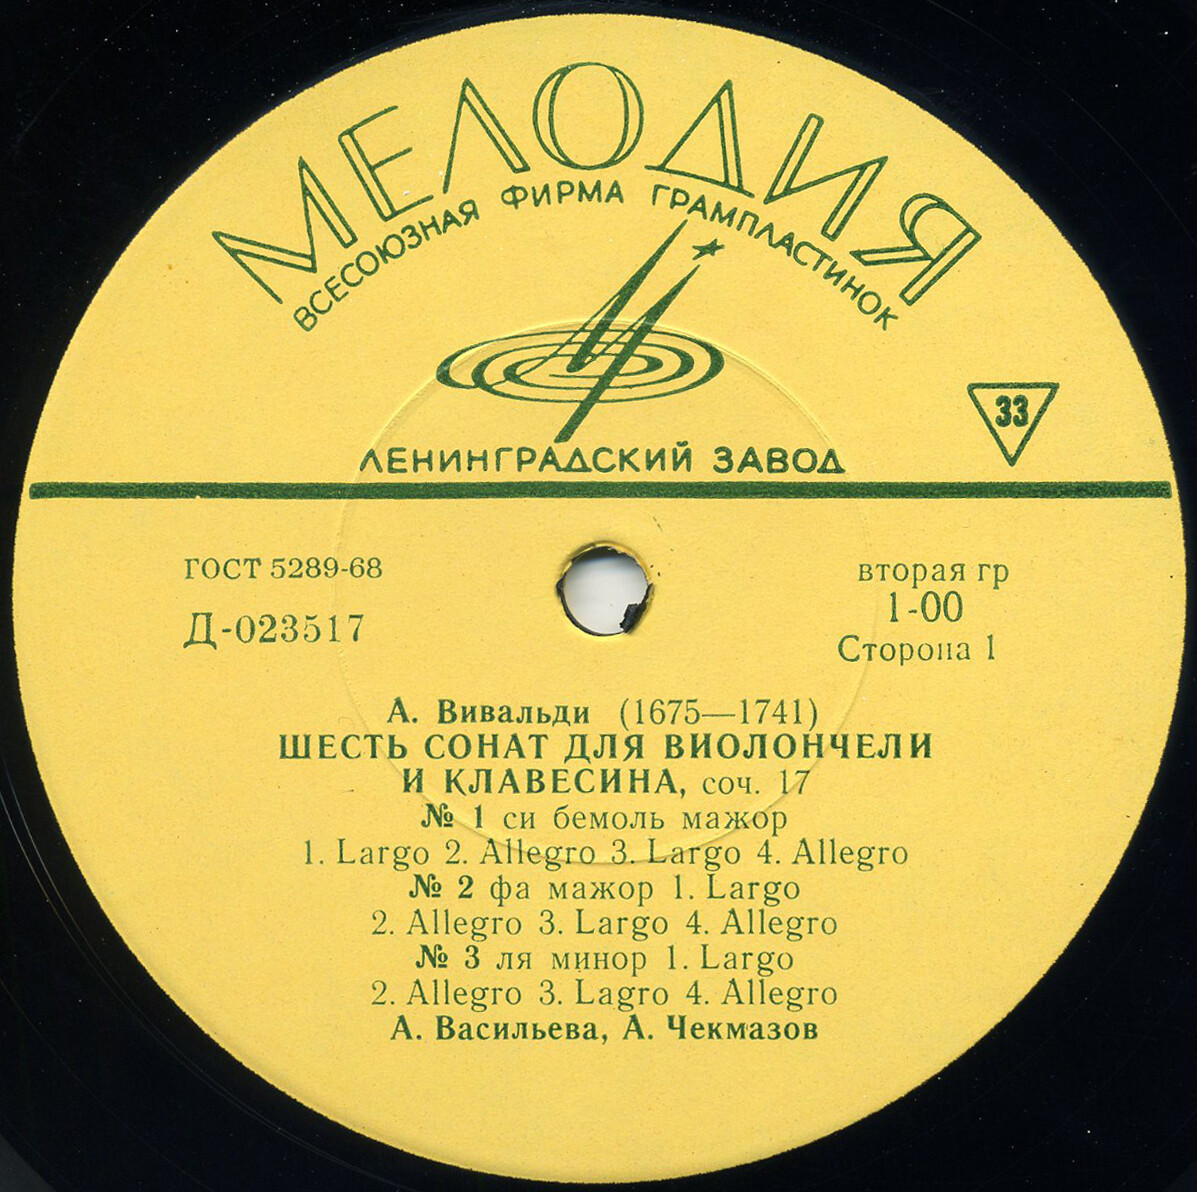 МЕЛОДИЯ
ВСЕСОЮЗНАЯ ФИРМА ГРАМПЛАСТИНОК
33
ЛЕНИНГРАДСКИЙ ЗАВОД
ГОСТ 5289-68
Д-023517
вторая гр
1-00
Сторона 1
А. Вивальди (1675—1741)
ШЕСТЬ СОНАТ ДЛЯ ВИОЛОНЧЕЛИ
И КЛАВЕСИНА, соч. 17
№ 1 си бемоль мажор
1. Largo 2. Allegro 3. Largo 4. Allegro
№ 2 фа мажор 1. Largo
2. Allegro 3. Largo 4. Allegro
№ 3 ля минор 1. Largo
2. Allegro 3. Lagro 4. Allegro
А. Васильева, А. Чекмазов